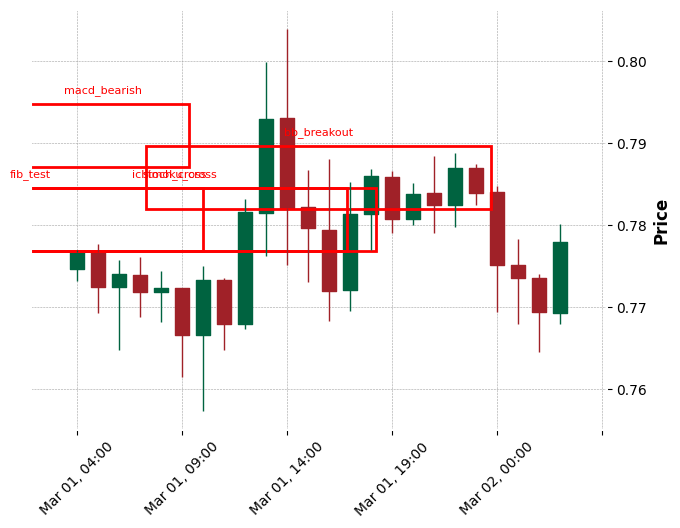 macd_bearish
fib_test
0.80
0.79
0.78
0.77
0.76
Price
Mar 01, 04:00
Mar 01, 09:00
Mar 01, 14:00
Mar 01, 19:00
Mar 02, 00:00